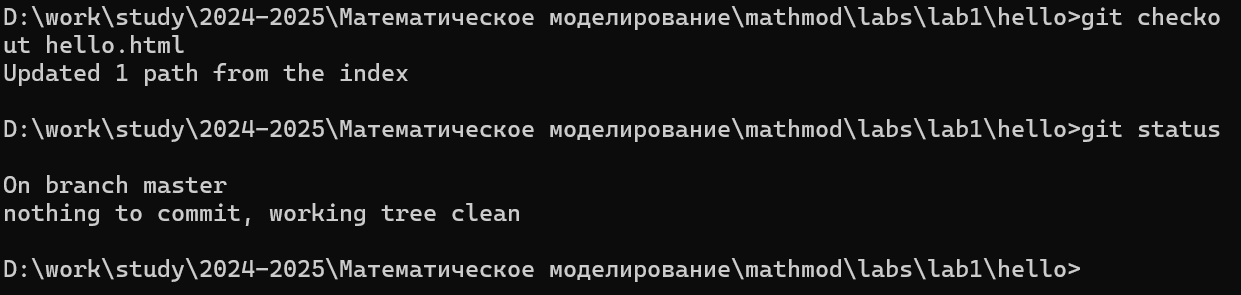 D:\work\study\2024-2025\Математическое моделирование\mathmod\labs\lab1\hello>git checko
ut hello.html
Updated 1 path from the index
D:\work\study\2024-2025\Математическое моделирование\mathmod\labs\lab1\hello>git status
On branch master
nothing to commit, working tree clean
D:\work\study\2024-2025\Математическое моделирование\mathmod\labs\lab1\hello>